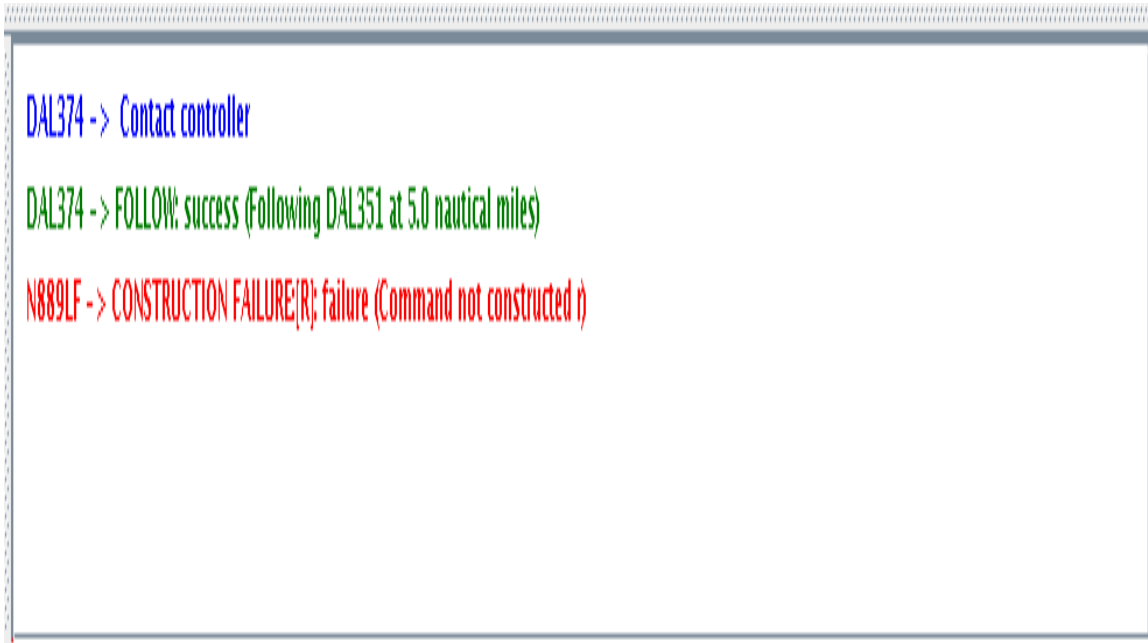 DAL374 -> Contact controller
DAL374 -> FOLLOW: success (Following DAL351 at 5.0 nautical miles)
N889LF -> CONSTRUCTION FAILURE[R]: failure (Command not constructed r)